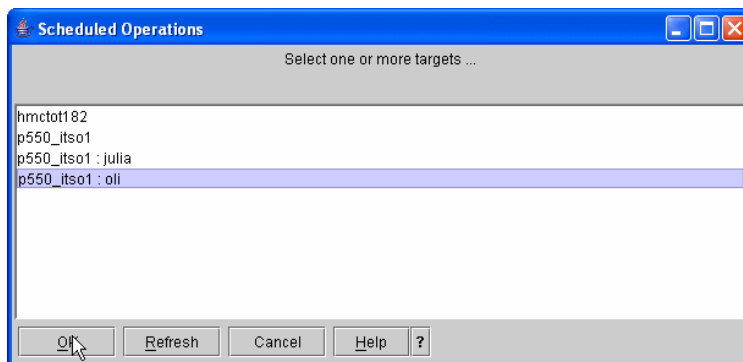 Scheduled Operations
Select one or more targets ...
hmctot182
p550_itso1
p550_itso1 : julia
p550_itso1 : oli
OK Refresh Cancel Help ?